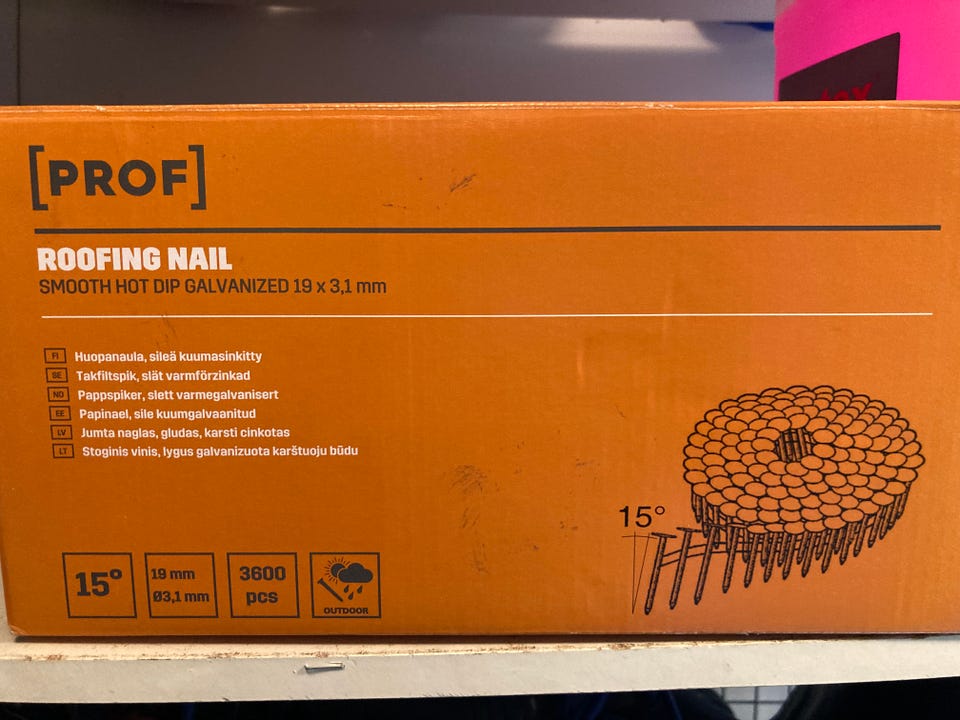 [PROF]
ROOFING NAIL
SMOOTH HOT DIP GALVANIZED 19 x 3,1 mm
FI Huopanaula, sileä kuumasinkitty
SE Takfiltspik, slät varmförzinkad
NO Pappspiker, slett varmegalvanisert
EE Papinael, sile kuumgalvaanitud
LV Jumta naglas, gludas, karsti cinkotas
LT Stoginis vinis, lygus galvanizuota karštuoju būdu
15°
15°
19 mm
Ø3,1 mm
3600
pcs
OUTDOOR